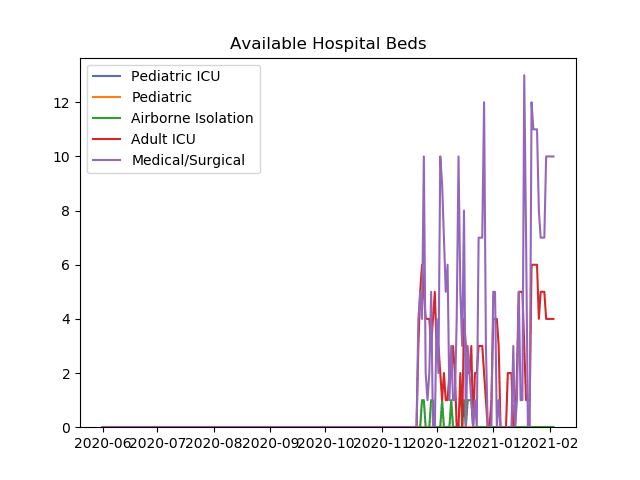 Available Hospital Beds
Pediatric ICU
Pediatric
Airborne Isolation
Adult ICU
Medical/Surgical
12
10
8
6
4
2
0
2020-06 2020-07 2020-08 2020-09 2020-10 2020-11 2020-12 2021-01 2021-02